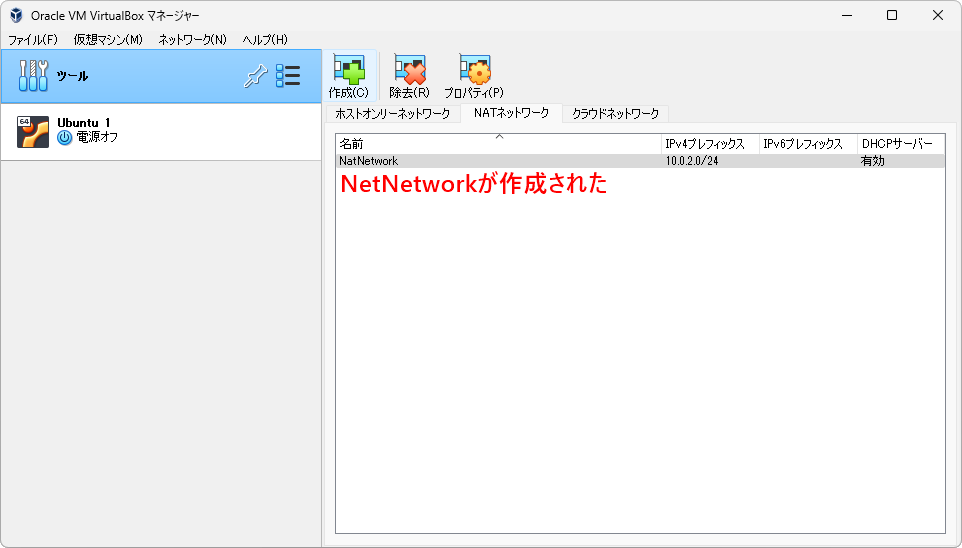 Oracle VM VirtualBox マネージャー
ファイル(F) 仮想マシン(M) ネットワーク(N) ヘルプ(H)
ツール
64
Ubuntu 1
電源オフ
作成(C) 除去(R) プロパティ(P)
ホストオンリーネットワーク NATネットワーク クラウドネットワーク
名前 IPv4プレフィックス IPv6プレフィックス DHCPサーバー
NatNetwork 10.0.2.0/24 有効
NetNetworkが作成された